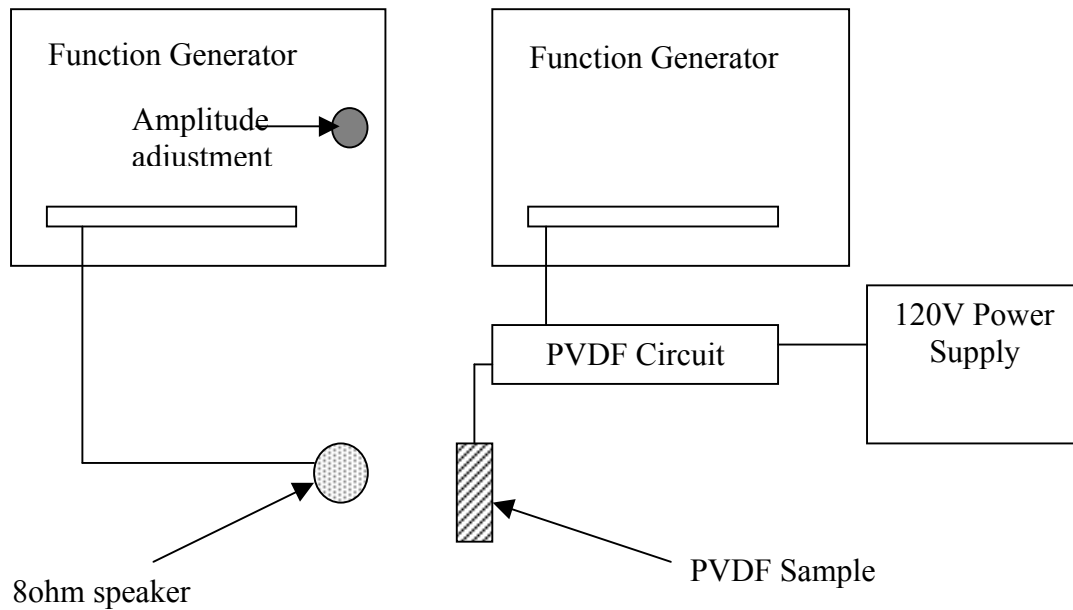 Function Generator
Amplitude
adjustment
Function Generator
120V Power
Supply
PVDF Circuit
PVDF Sample
8ohm speaker